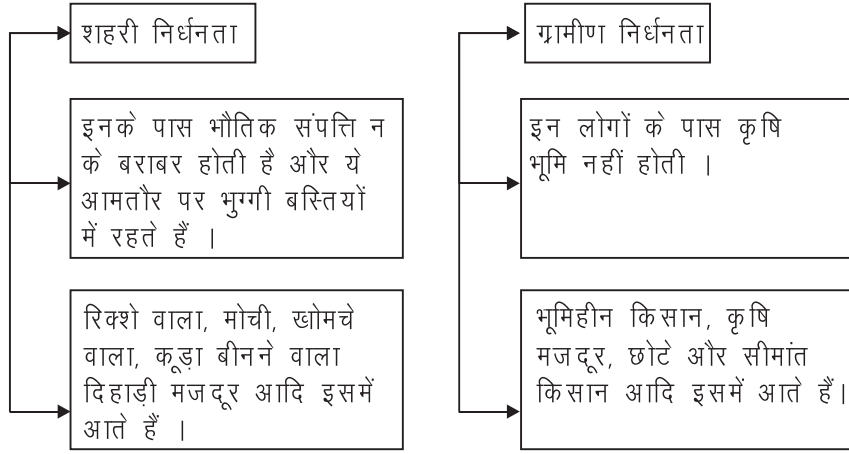 शहरी निर्धनता
इनके पास भौतिक संपत्ति न
के बराबर होती है और ये
आमतौर पर भुग्गी बस्तियों
में रहते हैं ।
रिक्शे वाला, मोची, खोमचे
वाला, कूड़ा बीनने वाला
दिहाड़ी मजदूर आदि इसमें
आते हैं ।
ग्रामीण निर्धनता
इन लोगों के पास कृषि
भूमि नहीं होती ।
भूमिहीन किसान, कृषि
मजदूर, छोटे और सीमांत
किसान आदि इसमें आते हैं।